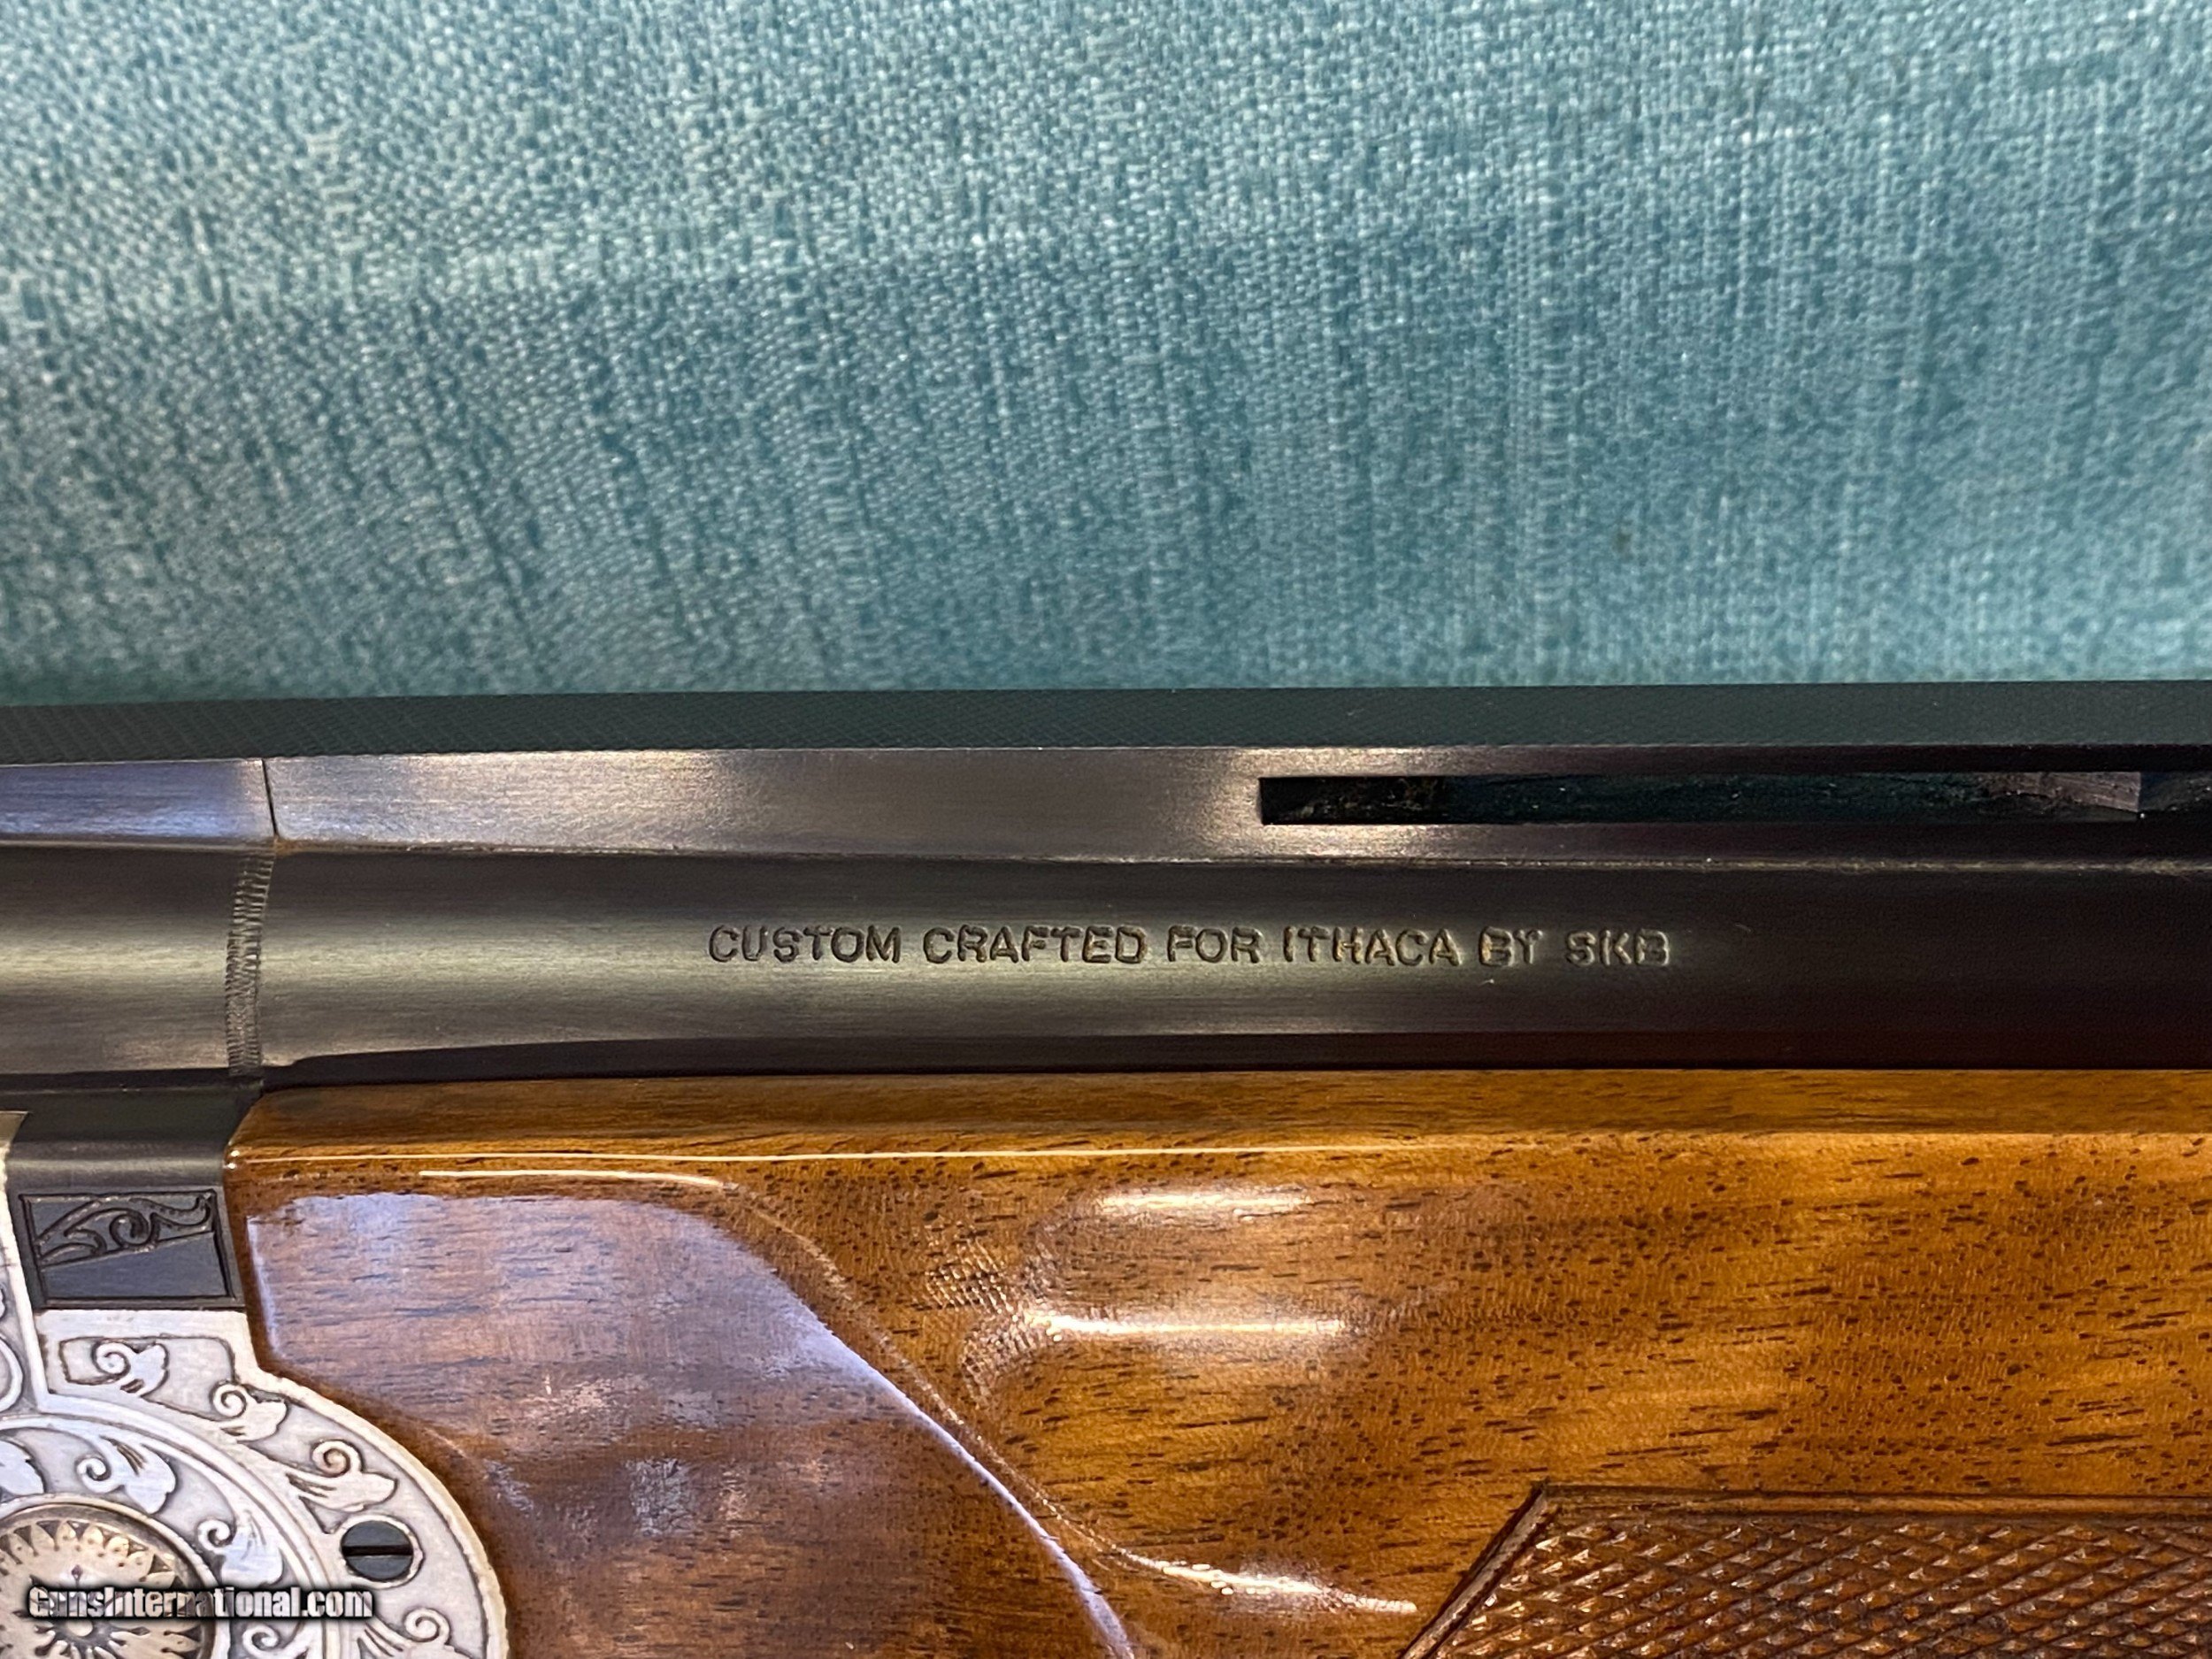 CUSTOM CRAFTED FOR ITHACA BY SKB
GunsInternational.com